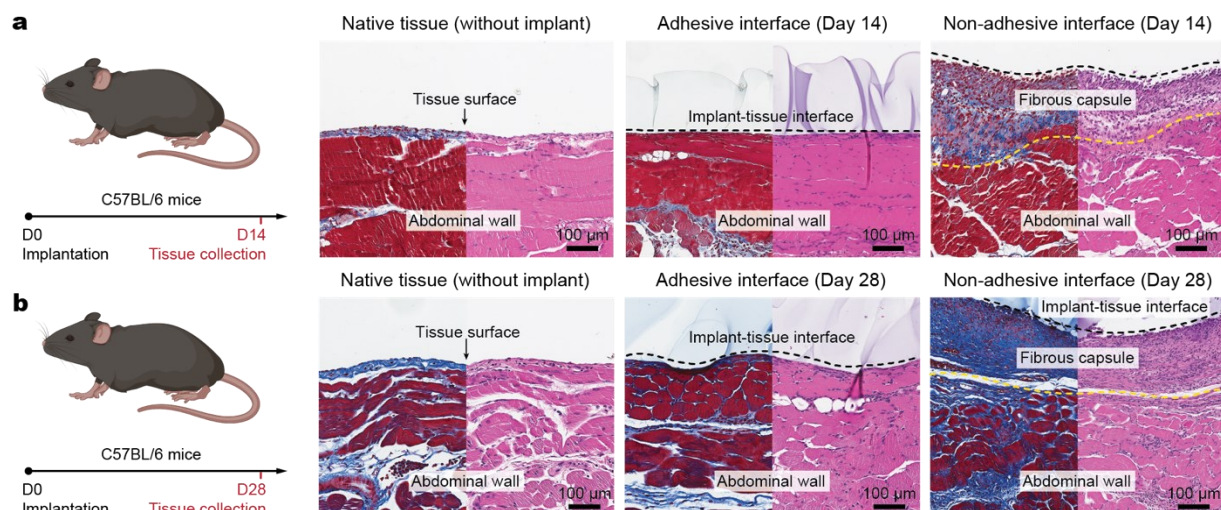 a
Native tissue (without implant)
Adhesive interface (Day 14)
Non-adhesive interface (Day 14)
Tissue surface
Implant-tissue interface
Fibrous capsule
C57BL/6 mice
D0
D14
Implantation
Tissue collection
Abdominal wall
100 µm
Abdominal wall
100 µm
Abdominal wall
100 µm
b
Native tissue (without implant)
Adhesive interface (Day 28)
Non-adhesive interface (Day 28)
Tissue surface
Implant-tissue interface
Implant-tissue interface
Fibrous capsule
C57BL/6 mice
D0
D28
Implantation
Tissue collection
Abdominal wall
100 µm
Abdominal wall
100 µm
Abdominal wall
100 µm